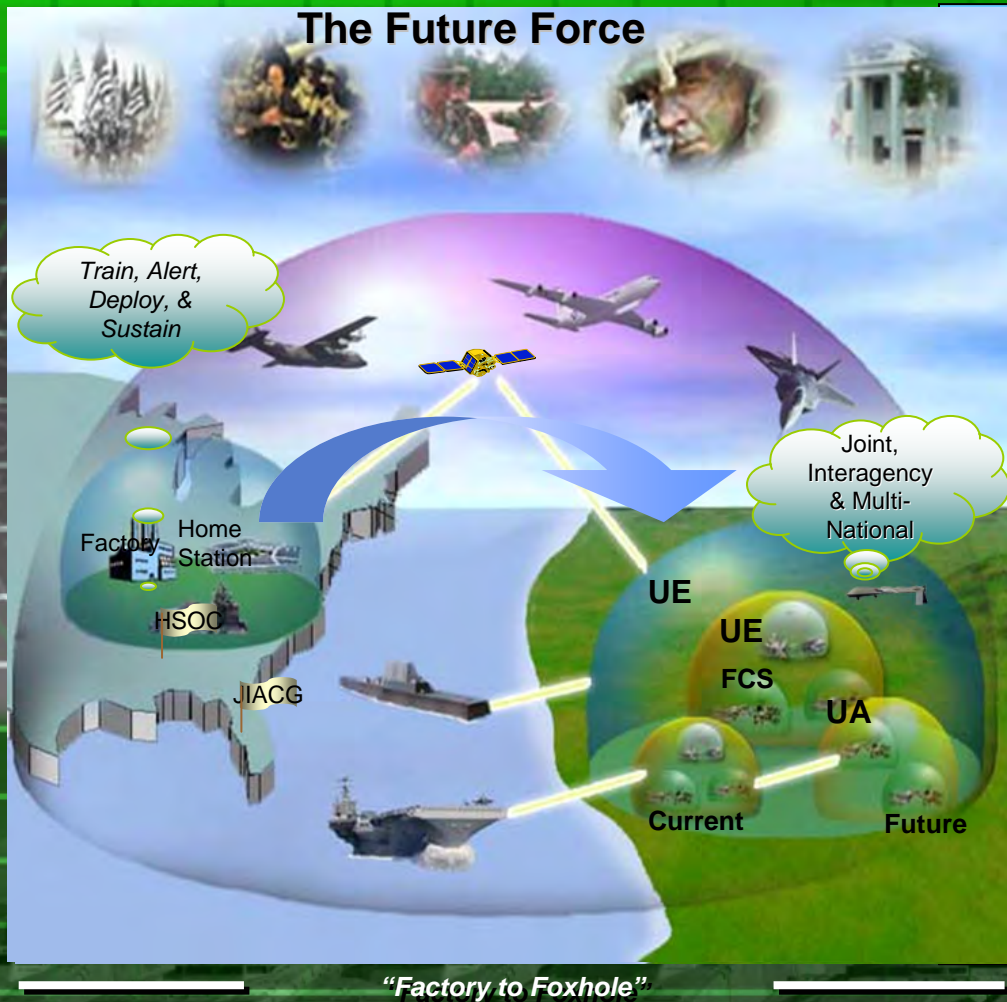 The Future Force
Train, Alert,
Deploy, &
Sustain
Joint,
Interagency
& Multi-
National
Factory
Home
Station
HSOC
JIACG
UE
UE
FCS
UA
Current
Future
“Factory to Foxhole”